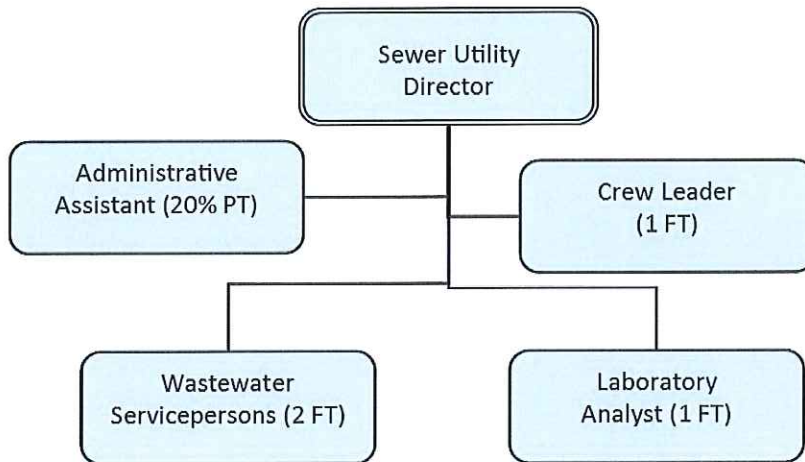 Sewer Utility
Director
Administrative
Assistant (20% PT)
Crew Leader
(1 FT)
Wastewater
Servicepersons (2 FT)
Laboratory
Analyst (1 FT)